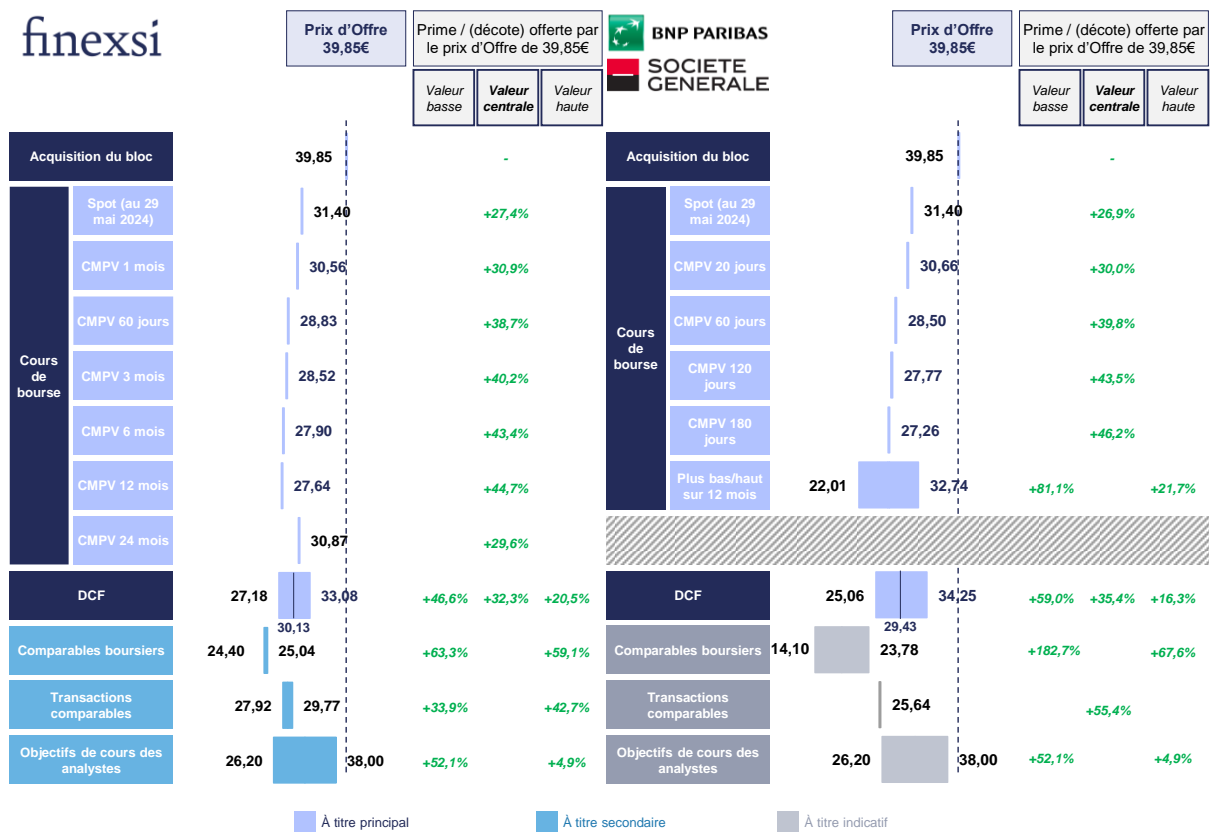 finexsi
Prix d'Offre
39,85€
Prime / (décote) offerte par
le prix d'Offre de 39,85€
Valeur
basse
Valeur
centrale
Valeur
haute
Acquisition du bloc
39,85
-
Cours
de
bourse
Spot (au 29
mai 2024)
31,40
+27,4%
CMPV 1 mois
30,56
+30,9%
CMPV 60 jours
28,83
+38,7%
CMPV 3 mois
28,52
+40,2%
CMPV 6 mois
27,90
+43,4%
CMPV 12 mois
27,64
+44,7%
CMPV 24 mois
30,87
+29,6%
DCF
27,18
33,08
30,13
+46,6%
+32,3%
+20,5%
Comparables boursiers
24,40
25,04
+63,3%
+59,1%
Transactions
comparables
27,92
29,77
+33,9%
+42,7%
Objectifs de cours des
analystes
26,20
38,00
+52,1%
+4,9%
BNP PARIBAS
SOCIETE
GENERALE
Prix d'Offre
39,85€
Prime / (décote) offerte par
le prix d'Offre de 39,85€
Valeur
basse
Valeur
centrale
Valeur
haute
Acquisition du bloc
39,85
-
Cours
de
bourse
Spot (au 29
mai 2024)
31,40
+26,9%
CMPV 20 jours
30,66
+30,0%
CMPV 60 jours
28,50
+39,8%
CMPV 120
jours
27,77
+43,5%
CMPV 180
jours
27,26
+46,2%
Plus bas/haut
sur 12 mois
22,01
32,74
+81,1%
+21,7%
DCF
25,06
34,25
29,43
+59,0%
+35,4%
+16,3%
Comparables boursiers
14,10
23,78
+182,7%
+67,6%
Transactions
comparables
25,64
+55,4%
Objectifs de cours des
analystes
26,20
38,00
+52,1%
+4,9%
À titre principal
À titre secondaire
À titre indicatif